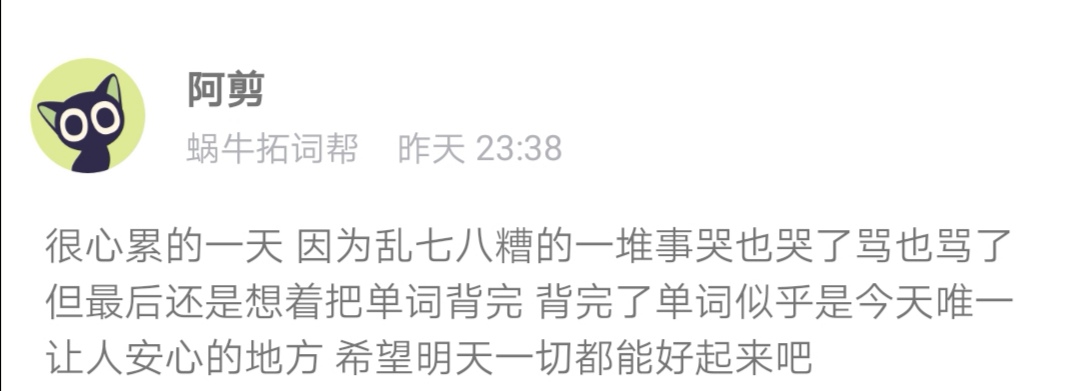 阿剪
蜗牛拓词帮 昨天 23:38
很心累的一天 因为乱七八糟的一堆事哭也哭了骂也骂了
但最后还是想着把单词背完 背完了单词似乎是今天唯一
让人安心的地方 希望明天一切都能好起来吧